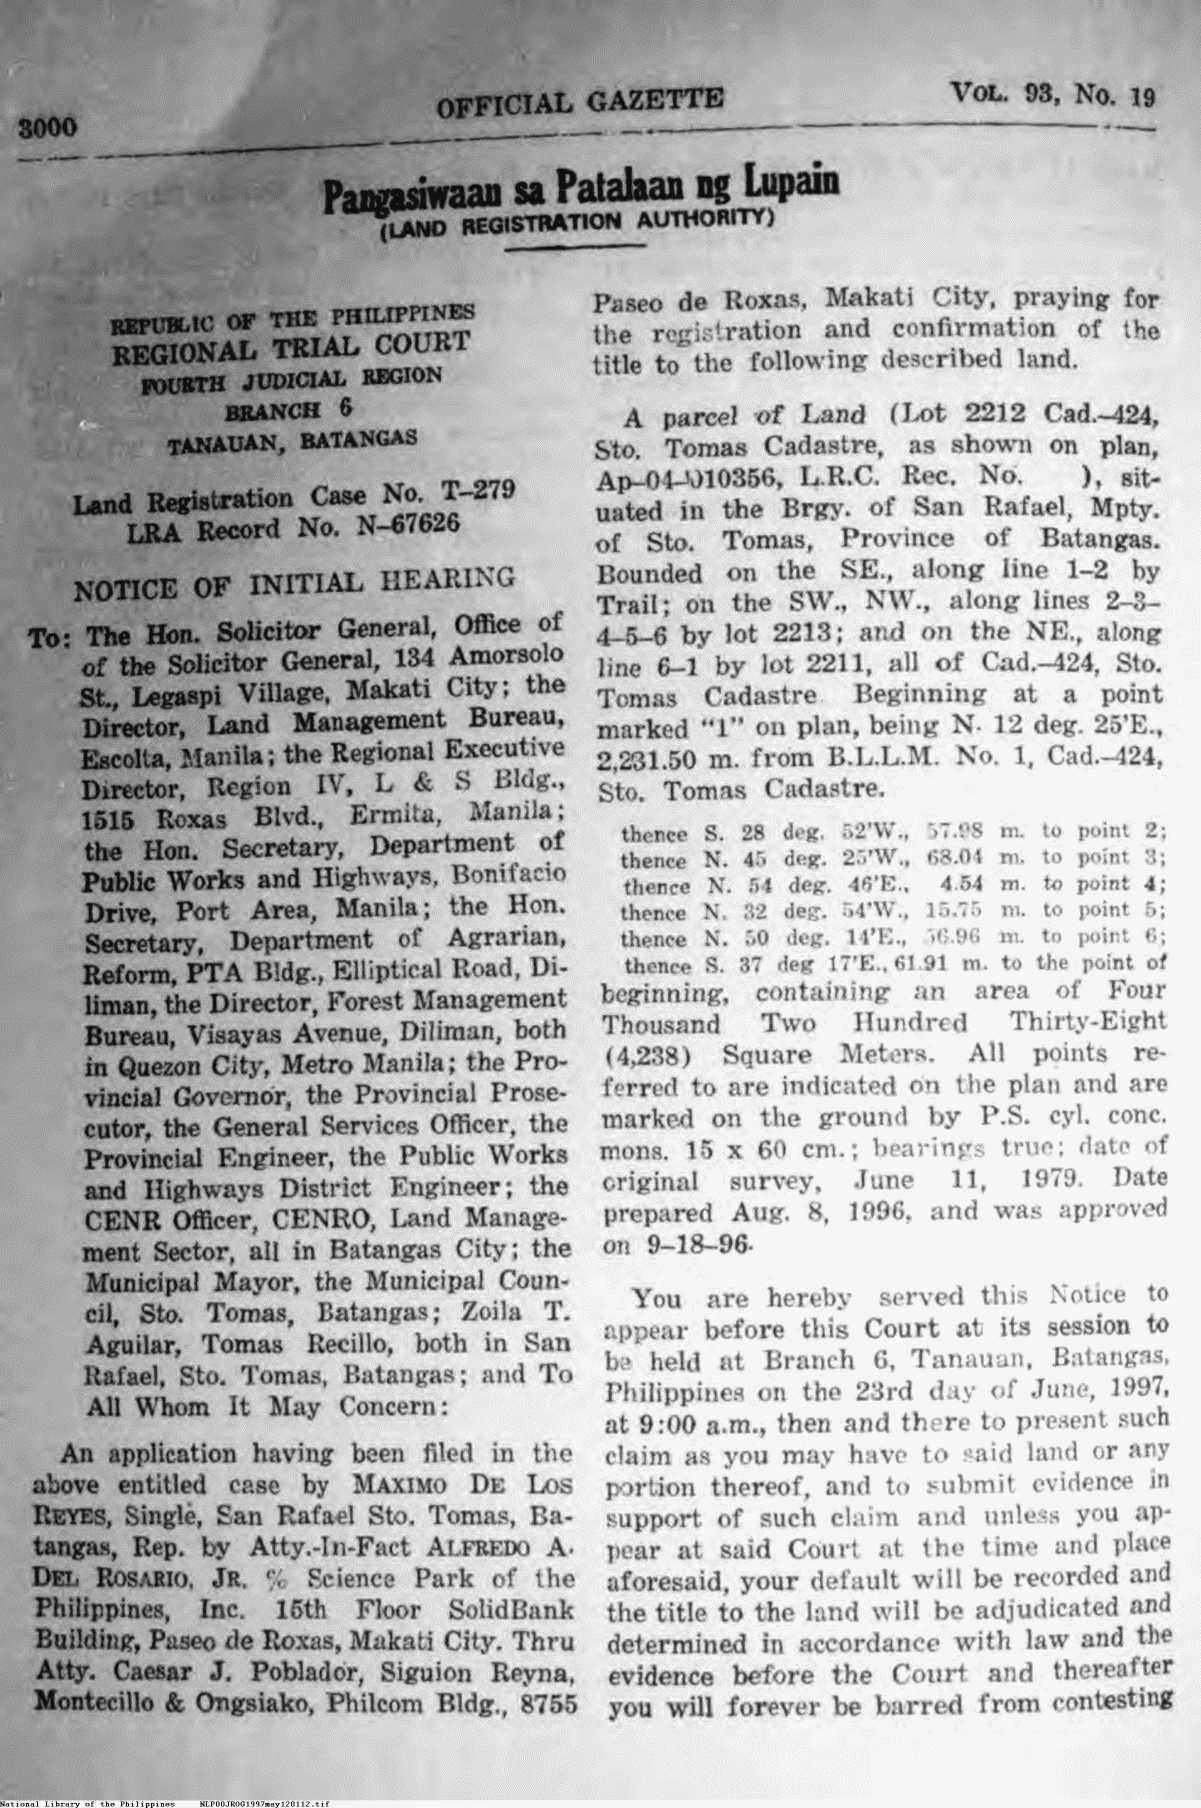 3000
OFFICIAL GAZETTE
VOL. 93, No. 19
Pangasiwaan sa Patalaan ng Lupain
(LAND REGISTRATION AUTHORITY)
REPUBLIC OF THE PHILIPPINES
REGIONAL TRIAL COURT
FOURTH JUDICIAL REGION
BRANCH 6
TANAUAN, BATANGAS
Land Registration Case No. T–279
LRA Record No. N–67626
NOTICE OF INITIAL HEARING
To: The Hon. Solicitor General, Office of
of the Solicitor General, 134 Amorsolo
St., Legaspi Village, Makati City; the
Director, Land Management Bureau,
Escolta, Manila; the Regional Executive
Director, Region IV, L & S Bldg.,
1515 Roxas Blvd., Ermita, Manila;
the Hon. Secretary, Department of
Public Works and Highways, Bonifacio
Drive, Port Area, Manila; the Hon.
Secretary, Department of Agrarian,
Reform, PTA Bldg., Elliptical Road, Di-
liman, the Director, Forest Management
Bureau, Visayas Avenue, Diliman, both
in Quezon City, Metro Manila; the Pro-
vincial Governor, the Provincial Prose-
cutor, the General Services Officer, the
Provincial Engineer, the Public Works
and Highways District Engineer; the
CENR Officer, CENRO, Land Manage-
ment Sector, all in Batangas City; the
Municipal Mayor, the Municipal Coun-
cil, Sto. Tomas, Batangas; Zoila T.
Aguilar, Tomas Recillo, both in San
Rafael, Sto. Tomas, Batangas; and To
All Whom It May Concern:
An application having been filed in the
above entitled case by MAXIMO DE LOS
REYES, Single, San Rafael Sto. Tomas, Ba-
tangas, Rep. by Atty.-In-Fact ALFREDO A.
DEL ROSARIO, JR. % Science Park of the
Philippines, Inc. 15th Floor SolidBank
Building, Paseo de Roxas, Makati City. Thru
Atty. Caesar J. Poblador, Siguion Reyna,
Montecillo & Ongsiako, Philcom Bldg., 8755
Paseo de Roxas, Makati City, praying for
the registration and confirmation of the
title to the following described land.
A parcel of Land (Lot 2212 Cad.–424,
Sto. Tomas Cadastre, as shown on plan,
Ap–04–010356, L.R.C. Rec. No. ), sit-
uated in the Brgy. of San Rafael, Mpty.
of Sto. Tomas, Province of Batangas.
Bounded on the SE., along line 1–2 by
Trail; on the SW., NW., along lines 2–3–
4–5–6 by lot 2213; and on the NE., along
line 6–1 by lot 2211, all of Cad.–424, Sto.
Tomas Cadastre. Beginning at a point
marked "1" on plan, being N. 12 deg. 25'E.,
2,231.50 m. from B.L.L.M. No. 1, Cad.–424,
Sto. Tomas Cadastre.
thence S. 28 deg. 52'W., 57.98 m. to point 2;
thence N. 45 deg. 25'W., 68.04 m. to point 3;
thence N. 54 deg. 46'E., 4.54 m. to point 4;
thence N. 32 deg. 54'W., 15.75 m. to point 5;
thence N. 50 deg. 14'E., 56.96 m. to point 6;
thence S. 37 deg 17'E., 61.91 m. to the point of
beginning, containing an area of Four
Thousand Two Hundred Thirty-Eight
(4,238) Square Meters. All points re-
ferred to are indicated on the plan and are
marked on the ground by P.S. cyl. conc.
mons. 15 x 60 cm.; bearings true; date of
original survey, June 11, 1979. Date
prepared Aug. 8, 1996, and was approved
on 9–18–96.
You are hereby served this Notice to
appear before this Court at its session to
be held at Branch 6, Tanauan, Batangas,
Philippines on the 23rd day of June, 1997,
at 9:00 a.m., then and there to present such
claim as you may have to said land or any
portion thereof, and to submit evidence in
support of such claim and unless you ap-
pear at said Court at the time and place
aforesaid, your default will be recorded and
the title to the land will be adjudicated and
determined in accordance with law and the
evidence before the Court and thereafter
you will forever be barred from contesting
National Library of the Philippines NLP00JROG1997may120112.tif